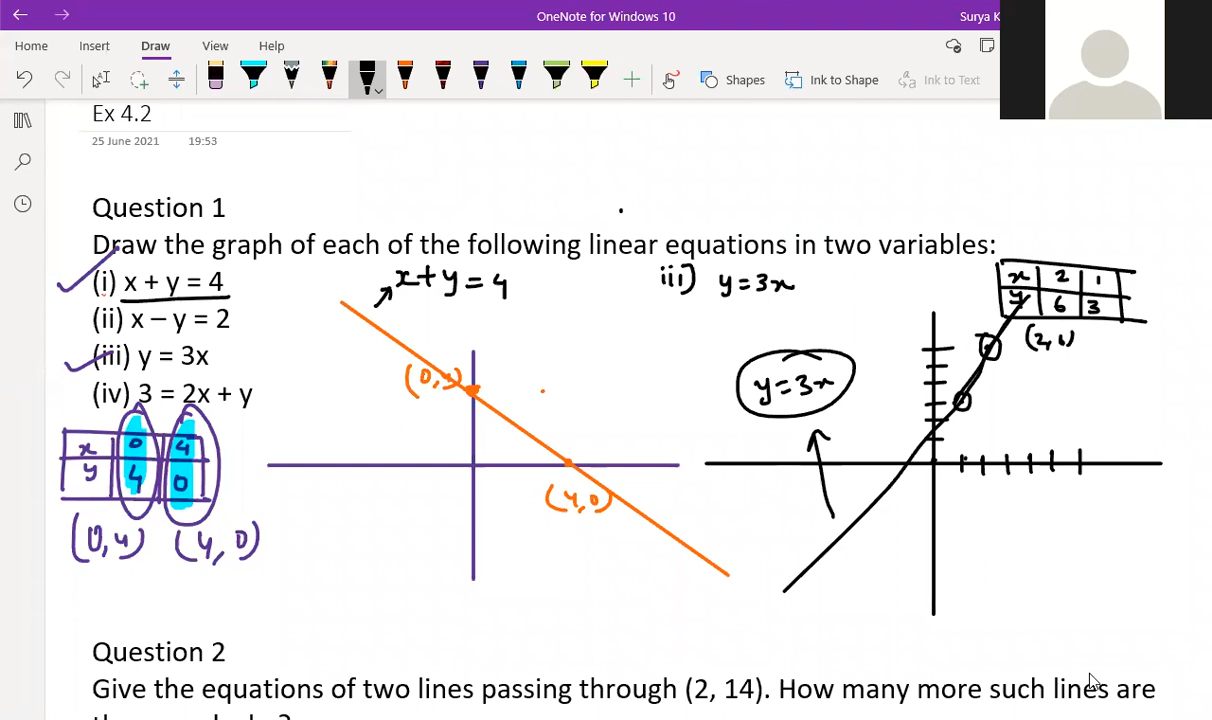 OneNote for Windows 10
Surya K
Home Insert Draw View Help
Shapes Ink to Shape Ink to Text
Ex 4.2
25 June 2021 19:53
Question 1
Draw the graph of each of the following linear equations in two variables:
(i) x + y = 4
(ii) x – y = 2
(iii) y = 3x
(iv) 3 = 2x + y
x 0 4
y 4 0
(0,4) (4,0)
x+y=4
(0,4)
(4,0)
iii) y=3x
x 2 1
y 6 3
(2,6)
y=3x
Question 2
Give the equations of two lines passing through (2, 14). How many more such lines are